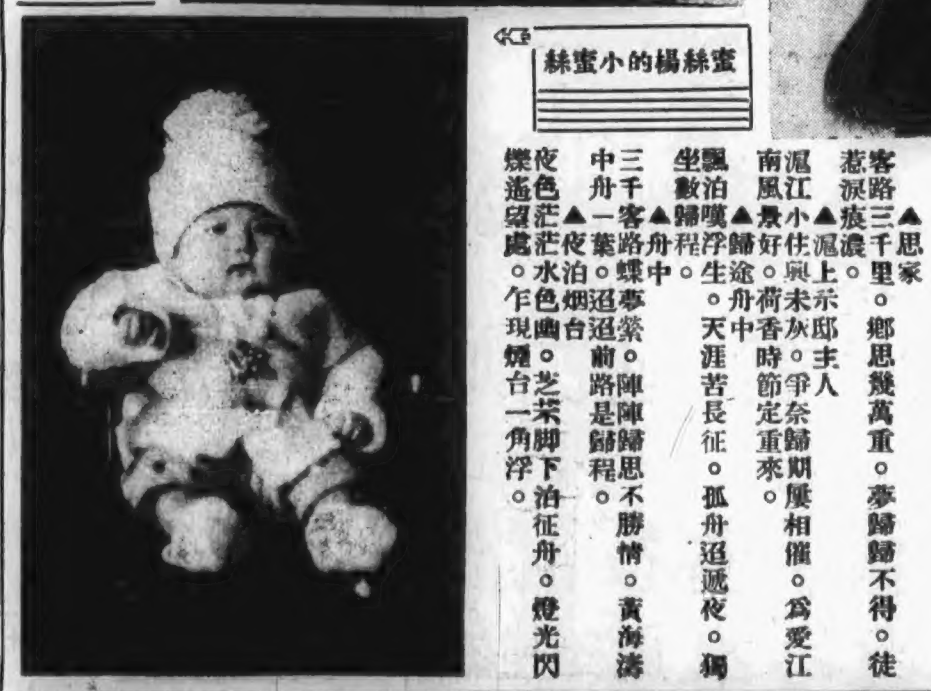 蜜絲楊的小蜜絲
▲思家
客路三千里。鄉思幾萬重。夢歸歸不得。徒
惹淚痕濃。
▲滬上示邸主人
滬江小住興未灰。爭奈歸期屢相催。爲愛江
南風景好。荷香時節定重來。
▲歸途舟中
飄泊嘆浮生。天涯苦長征。孤舟迢遞夜。獨
坐數歸程。
▲舟中
三千客路蝶夢縈。陣陣歸思不勝情。黃海濤
中舟一葉。迢迢前路是歸程。
▲夜泊烟台
夜色茫茫水色幽。芝罘脚下泊征舟。燈光閃
爍遙望處。乍現煙台一角浮。